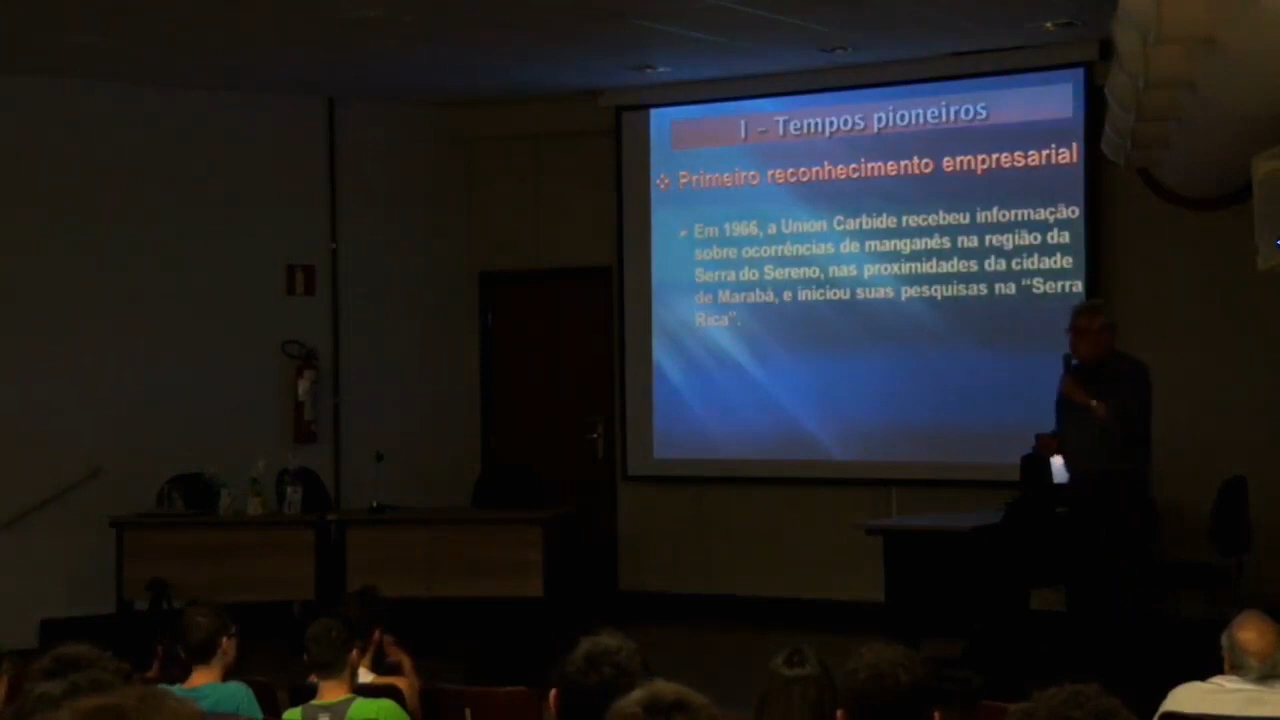 I - Tempos pioneiros
Primeiro reconhecimento empresarial
Em 1966, a Union Carbide recebeu informação
sobre ocorrências de manganês na região da
Serra do Sereno, nas proximidades da cidade
de Marabá, e iniciou suas pesquisas na “Serra
Rica”.